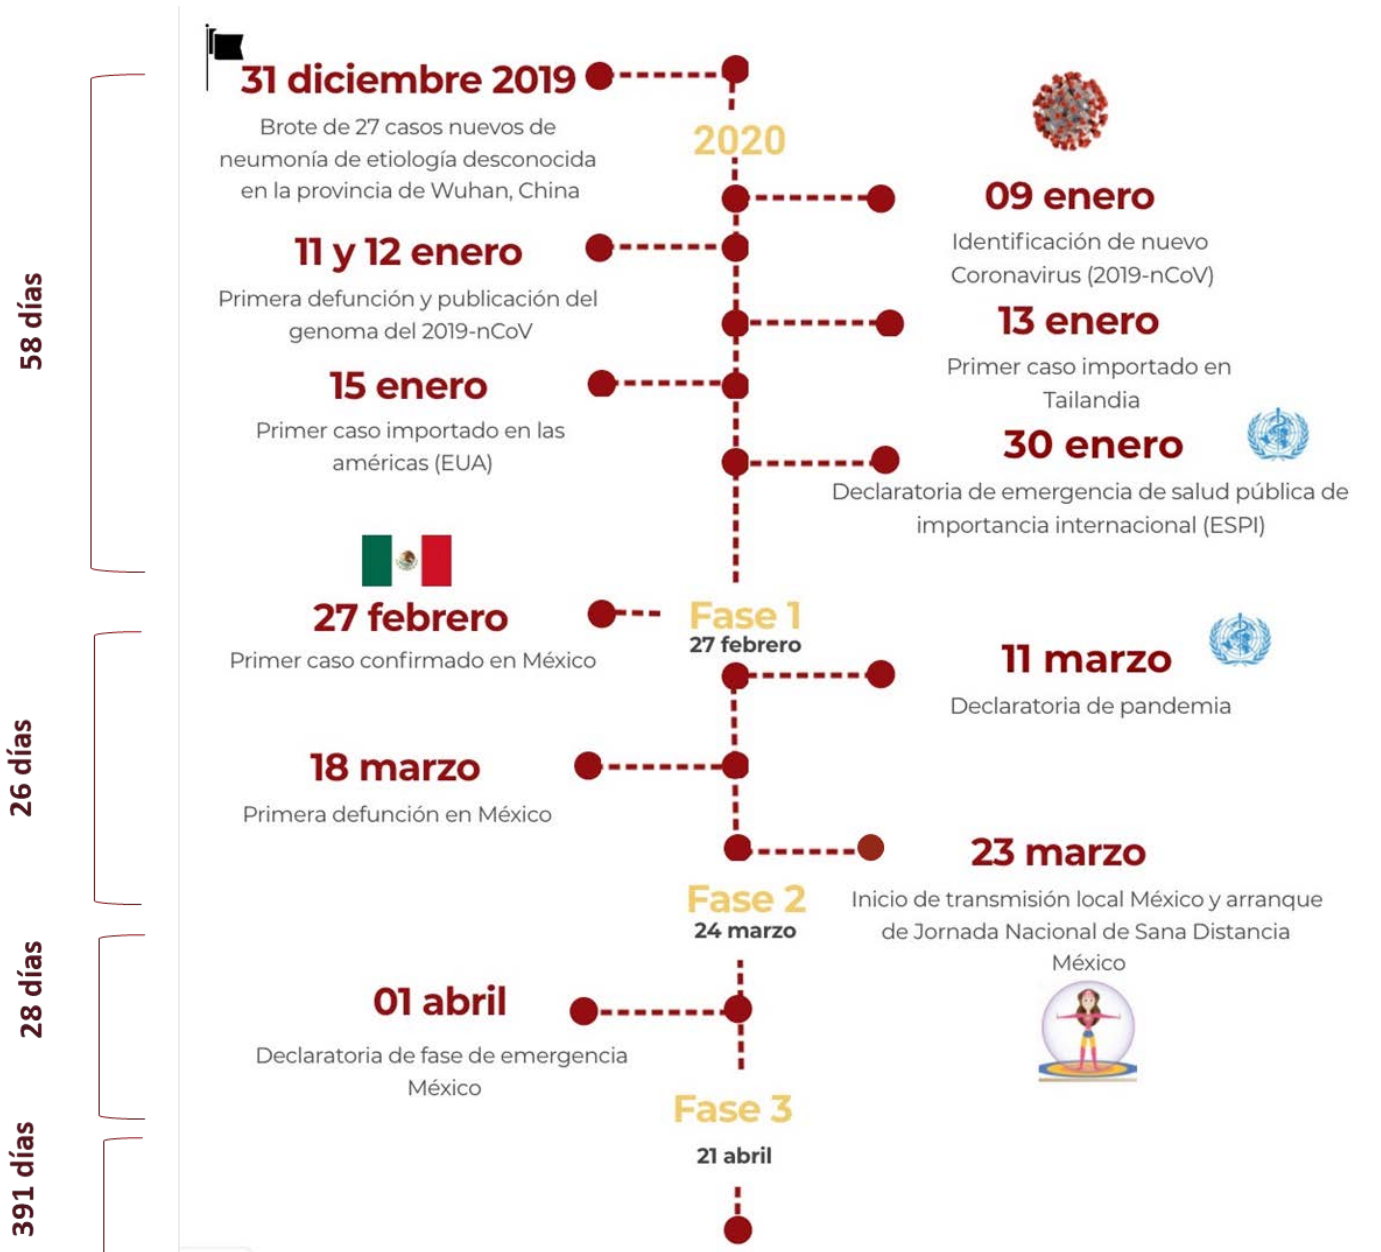 31 diciembre 2019
Brote de 27 casos nuevos de
neumonía de etiología desconocida
en la provincia de Wuhan, China
2020
09 enero
Identificación de nuevo
Coronavirus (2019-nCoV)
11 y 12 enero
Primera defunción y publicación del
genoma del 2019-nCoV
13 enero
Primer caso importado en
Tailandia
15 enero
Primer caso importado en las
américas (EUA)
30 enero
Declaratoria de emergencia de salud pública de
importancia internacional (ESPI)
58 días
27 febrero
Primer caso confirmado en México
Fase 1
27 febrero
11 marzo
Declaratoria de pandemia
18 marzo
Primera defunción en México
26 días
23 marzo
Inicio de transmisión local México y arranque
de Jornada Nacional de Sana Distancia
México
Fase 2
24 marzo
01 abril
Declaratoria de fase de emergencia
México
28 días
Fase 3
21 abril
391 días